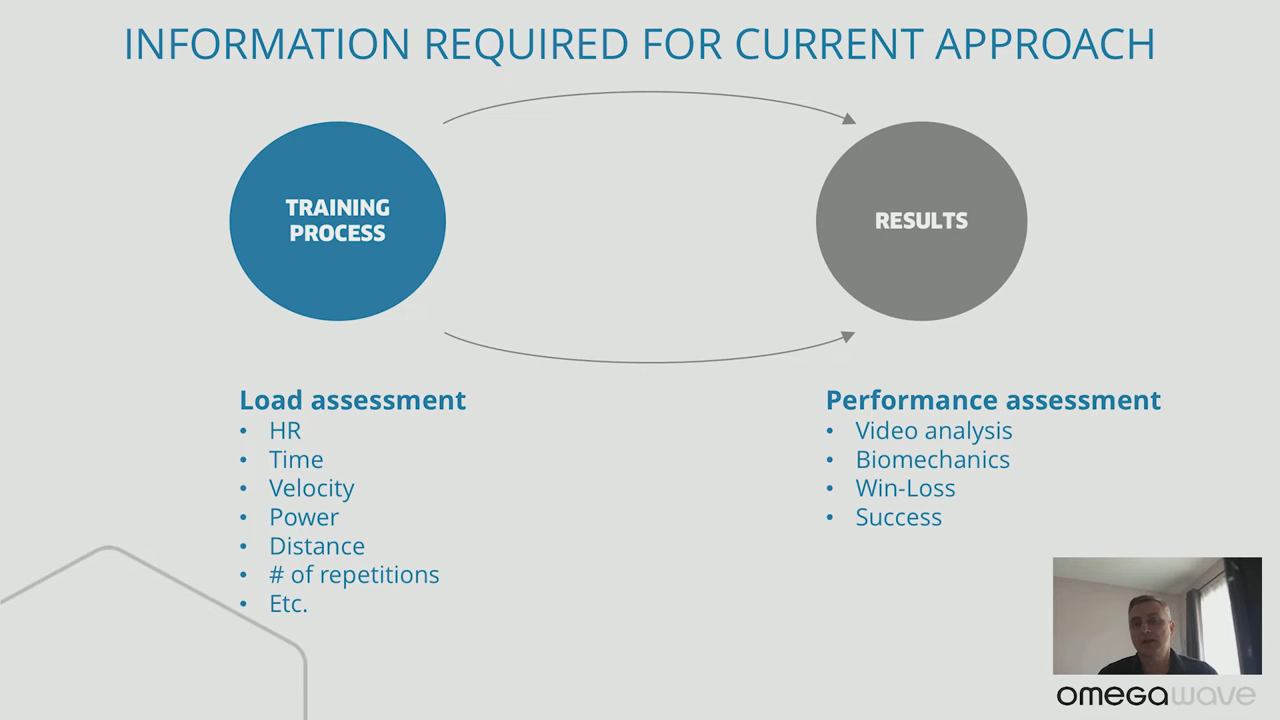 INFORMATION REQUIRED FOR CURRENT APPROACH
TRAINING
PROCESS
RESULTS
Load assessment
• HR
• Time
• Velocity
• Power
• Distance
• # of repetitions
• Etc.
Performance assessment
• Video analysis
• Biomechanics
• Win-Loss
• Success
omegawave